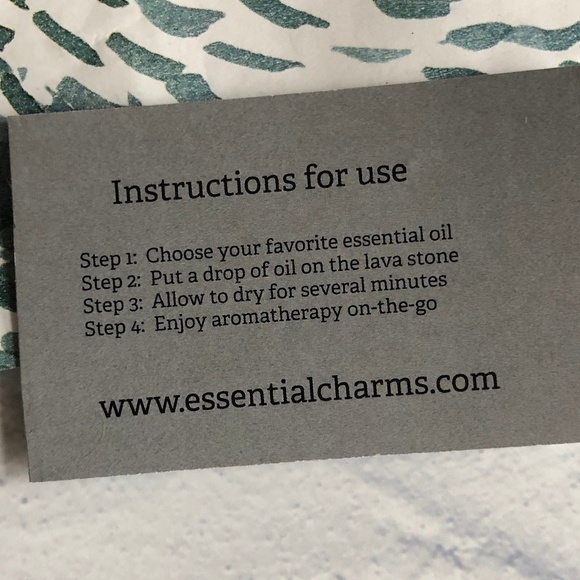 Instructions for use
Step 1: Choose your favorite essential oil
Step 2: Put a drop of oil on the lava stone
Step 3: Allow to dry for several minutes
Step 4: Enjoy aromatherapy on-the-go
www.essentialcharms.com